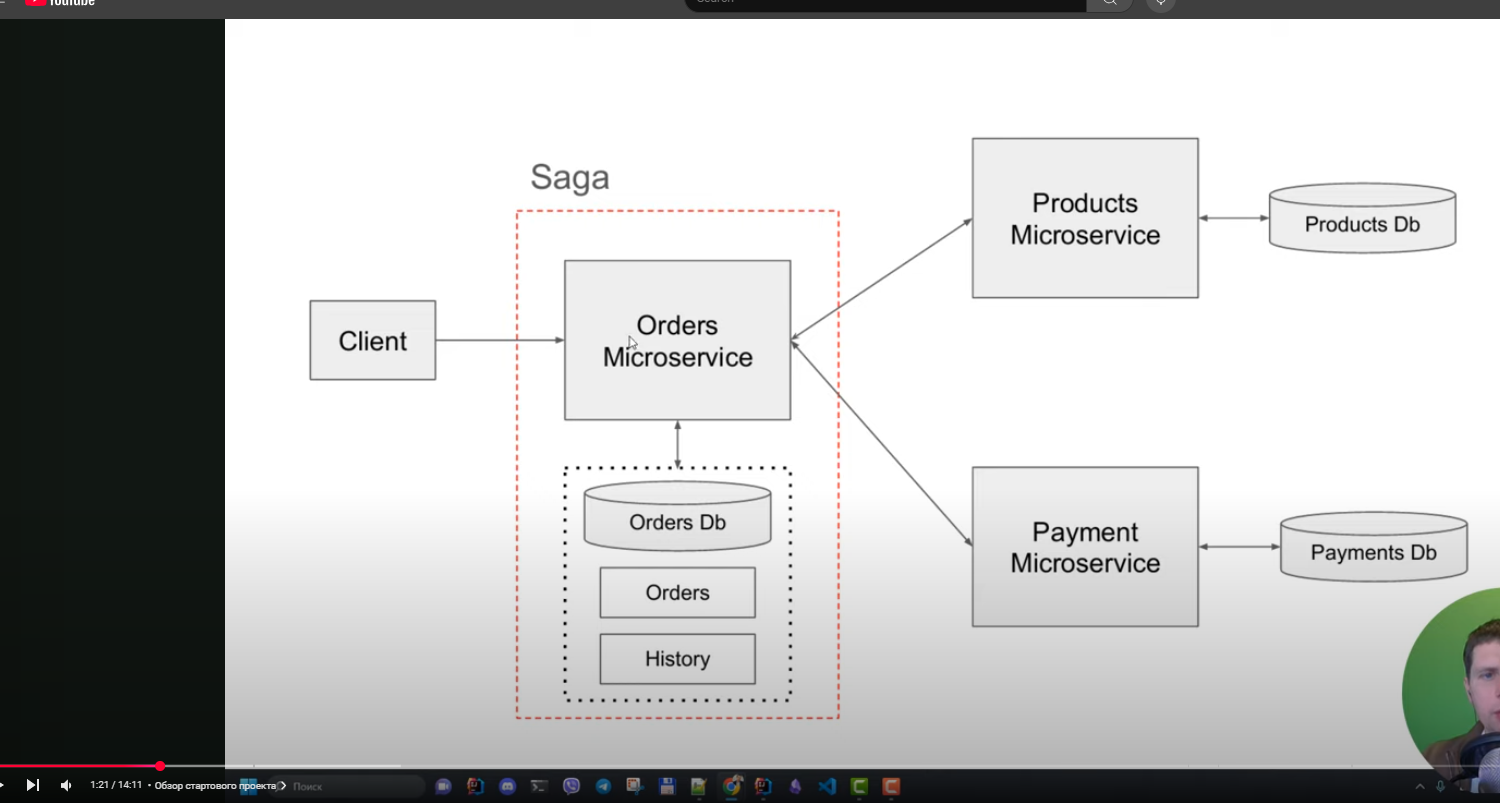 YouTube
Search
Saga
Client
Orders
Microservice
Products
Microservice
Products Db
Orders Db
Orders
History
Payment
Microservice
Payments Db
1:21 / 14:11 • Обзор стартового проекта
Поиск